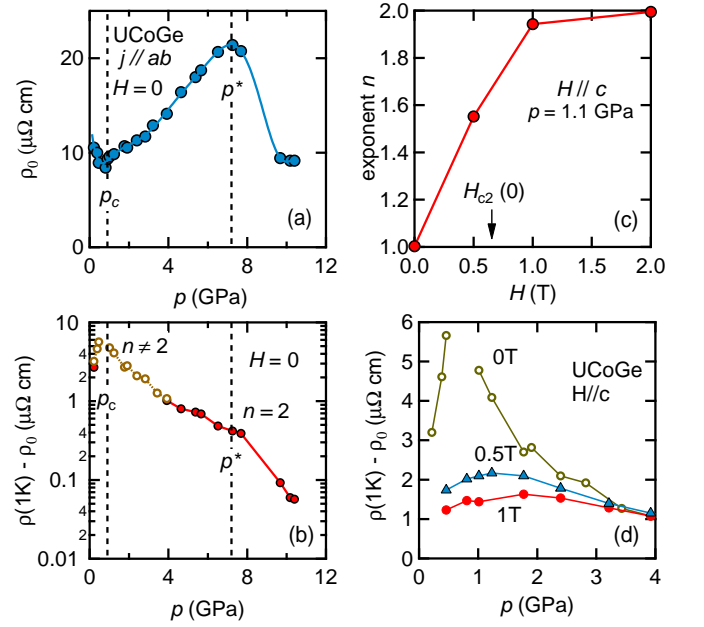 UCoGe
j // ab
H = 0
p*
p_c
(a)
ρ₀ (μΩ cm)
20
10
0
0 4 8 12
p (GPa)
2.0
1.8
1.6
1.4
1.2
1.0
exponent n
H // c
p = 1.1 GPa
H_c2 (0)
(c)
0.0 0.5 1.0 1.5 2.0
H (T)
ρ(1K) - ρ₀ (μΩ cm)
10
4
2
1
4
2
0.1
4
2
0.01
n ≠ 2
H = 0
p_c
n = 2
p*
(b)
0 4 8 12
p (GPa)
ρ(1K) - ρ₀ (μΩ cm)
6
5
4
3
2
1
0
0T
UCoGe
H//c
0.5T
1T
(d)
0 1 2 3 4
p (GPa)